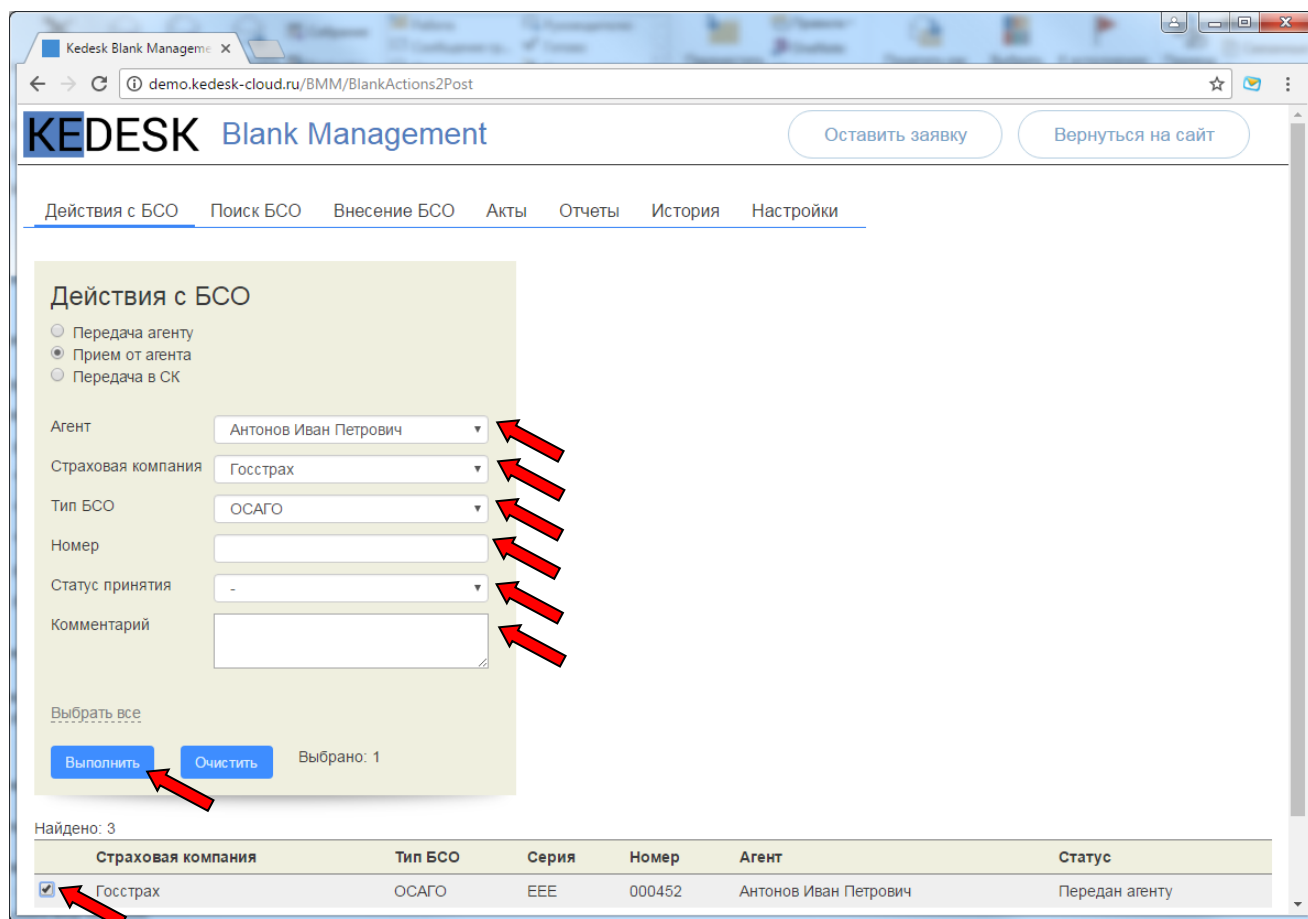 Kedesk Blank Manageme
demo.kedesk-cloud.ru/BMM/BlankActions2Post
KEDESK Blank Management Оставить заявку Вернуться на сайт
Действия с БСО Поиск БСО Внесение БСО Акты Отчеты История Настройки
Действия с БСО
Передача агенту
Прием от агента
Передача в СК
Агент Антонов Иван Петрович
Страховая компания Госстрах
Тип БСО ОСАГО
Номер
Статус принятия -
Комментарий
Выбрать все
Выполнить Очистить Выбрано: 1
Найдено: 3
Страховая компания Тип БСО Серия Номер Агент Статус
Госстрах ОСАГО ЕЕЕ 000452 Антонов Иван Петрович Передан агенту